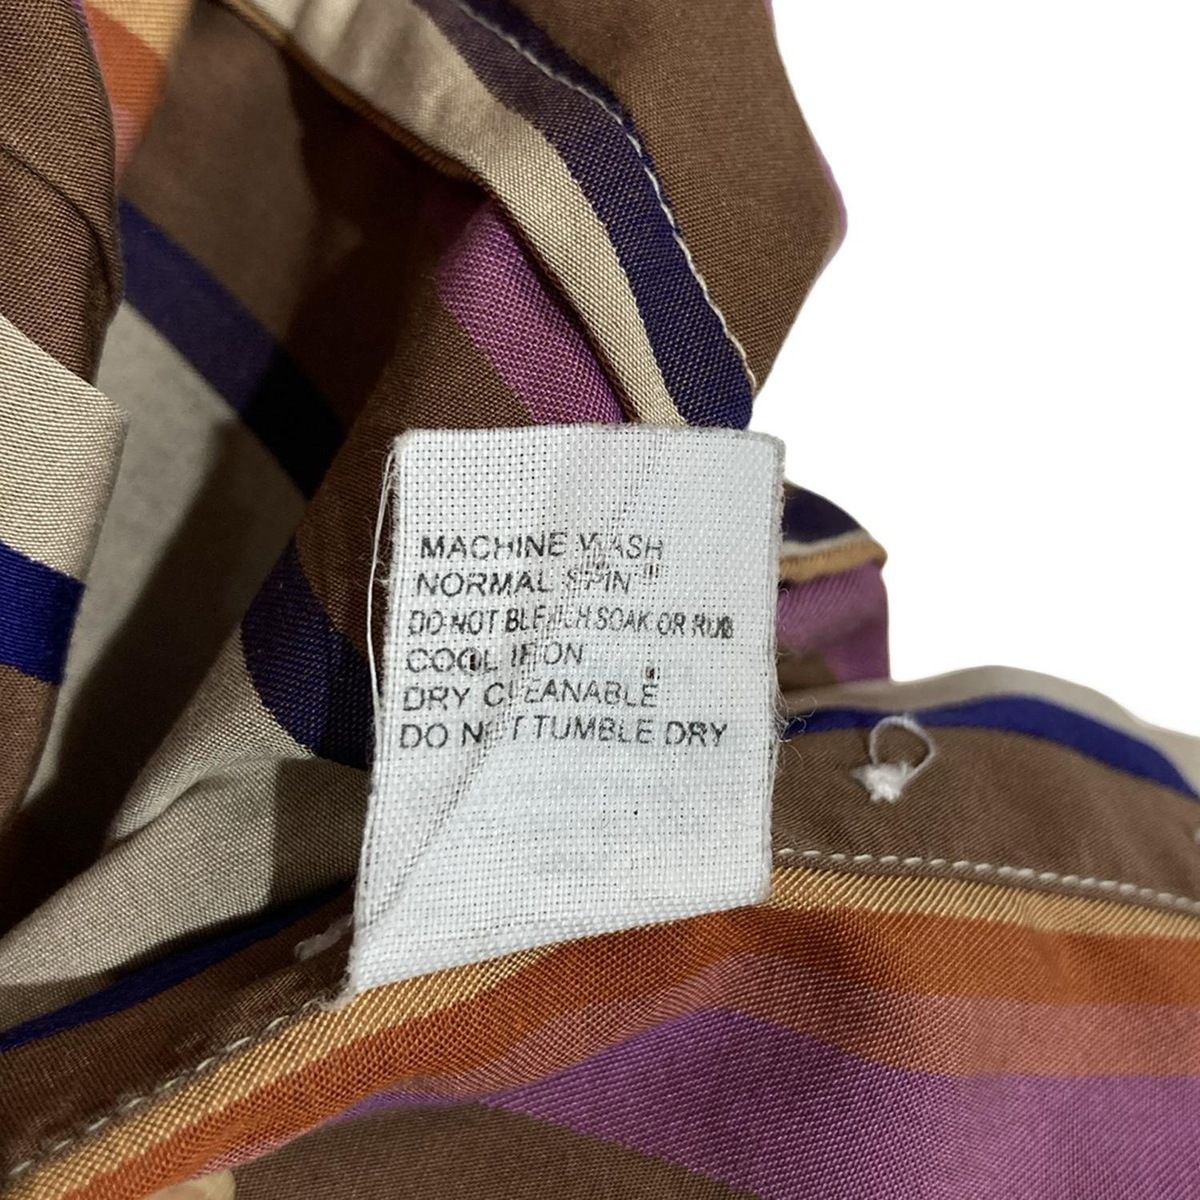 MACHINE WASH
NORMAL SPIN
DO NOT BLEACH SOAK OR RUB
COOL IRON
DRY CLEANABLE
DO NOT TUMBLE DRY